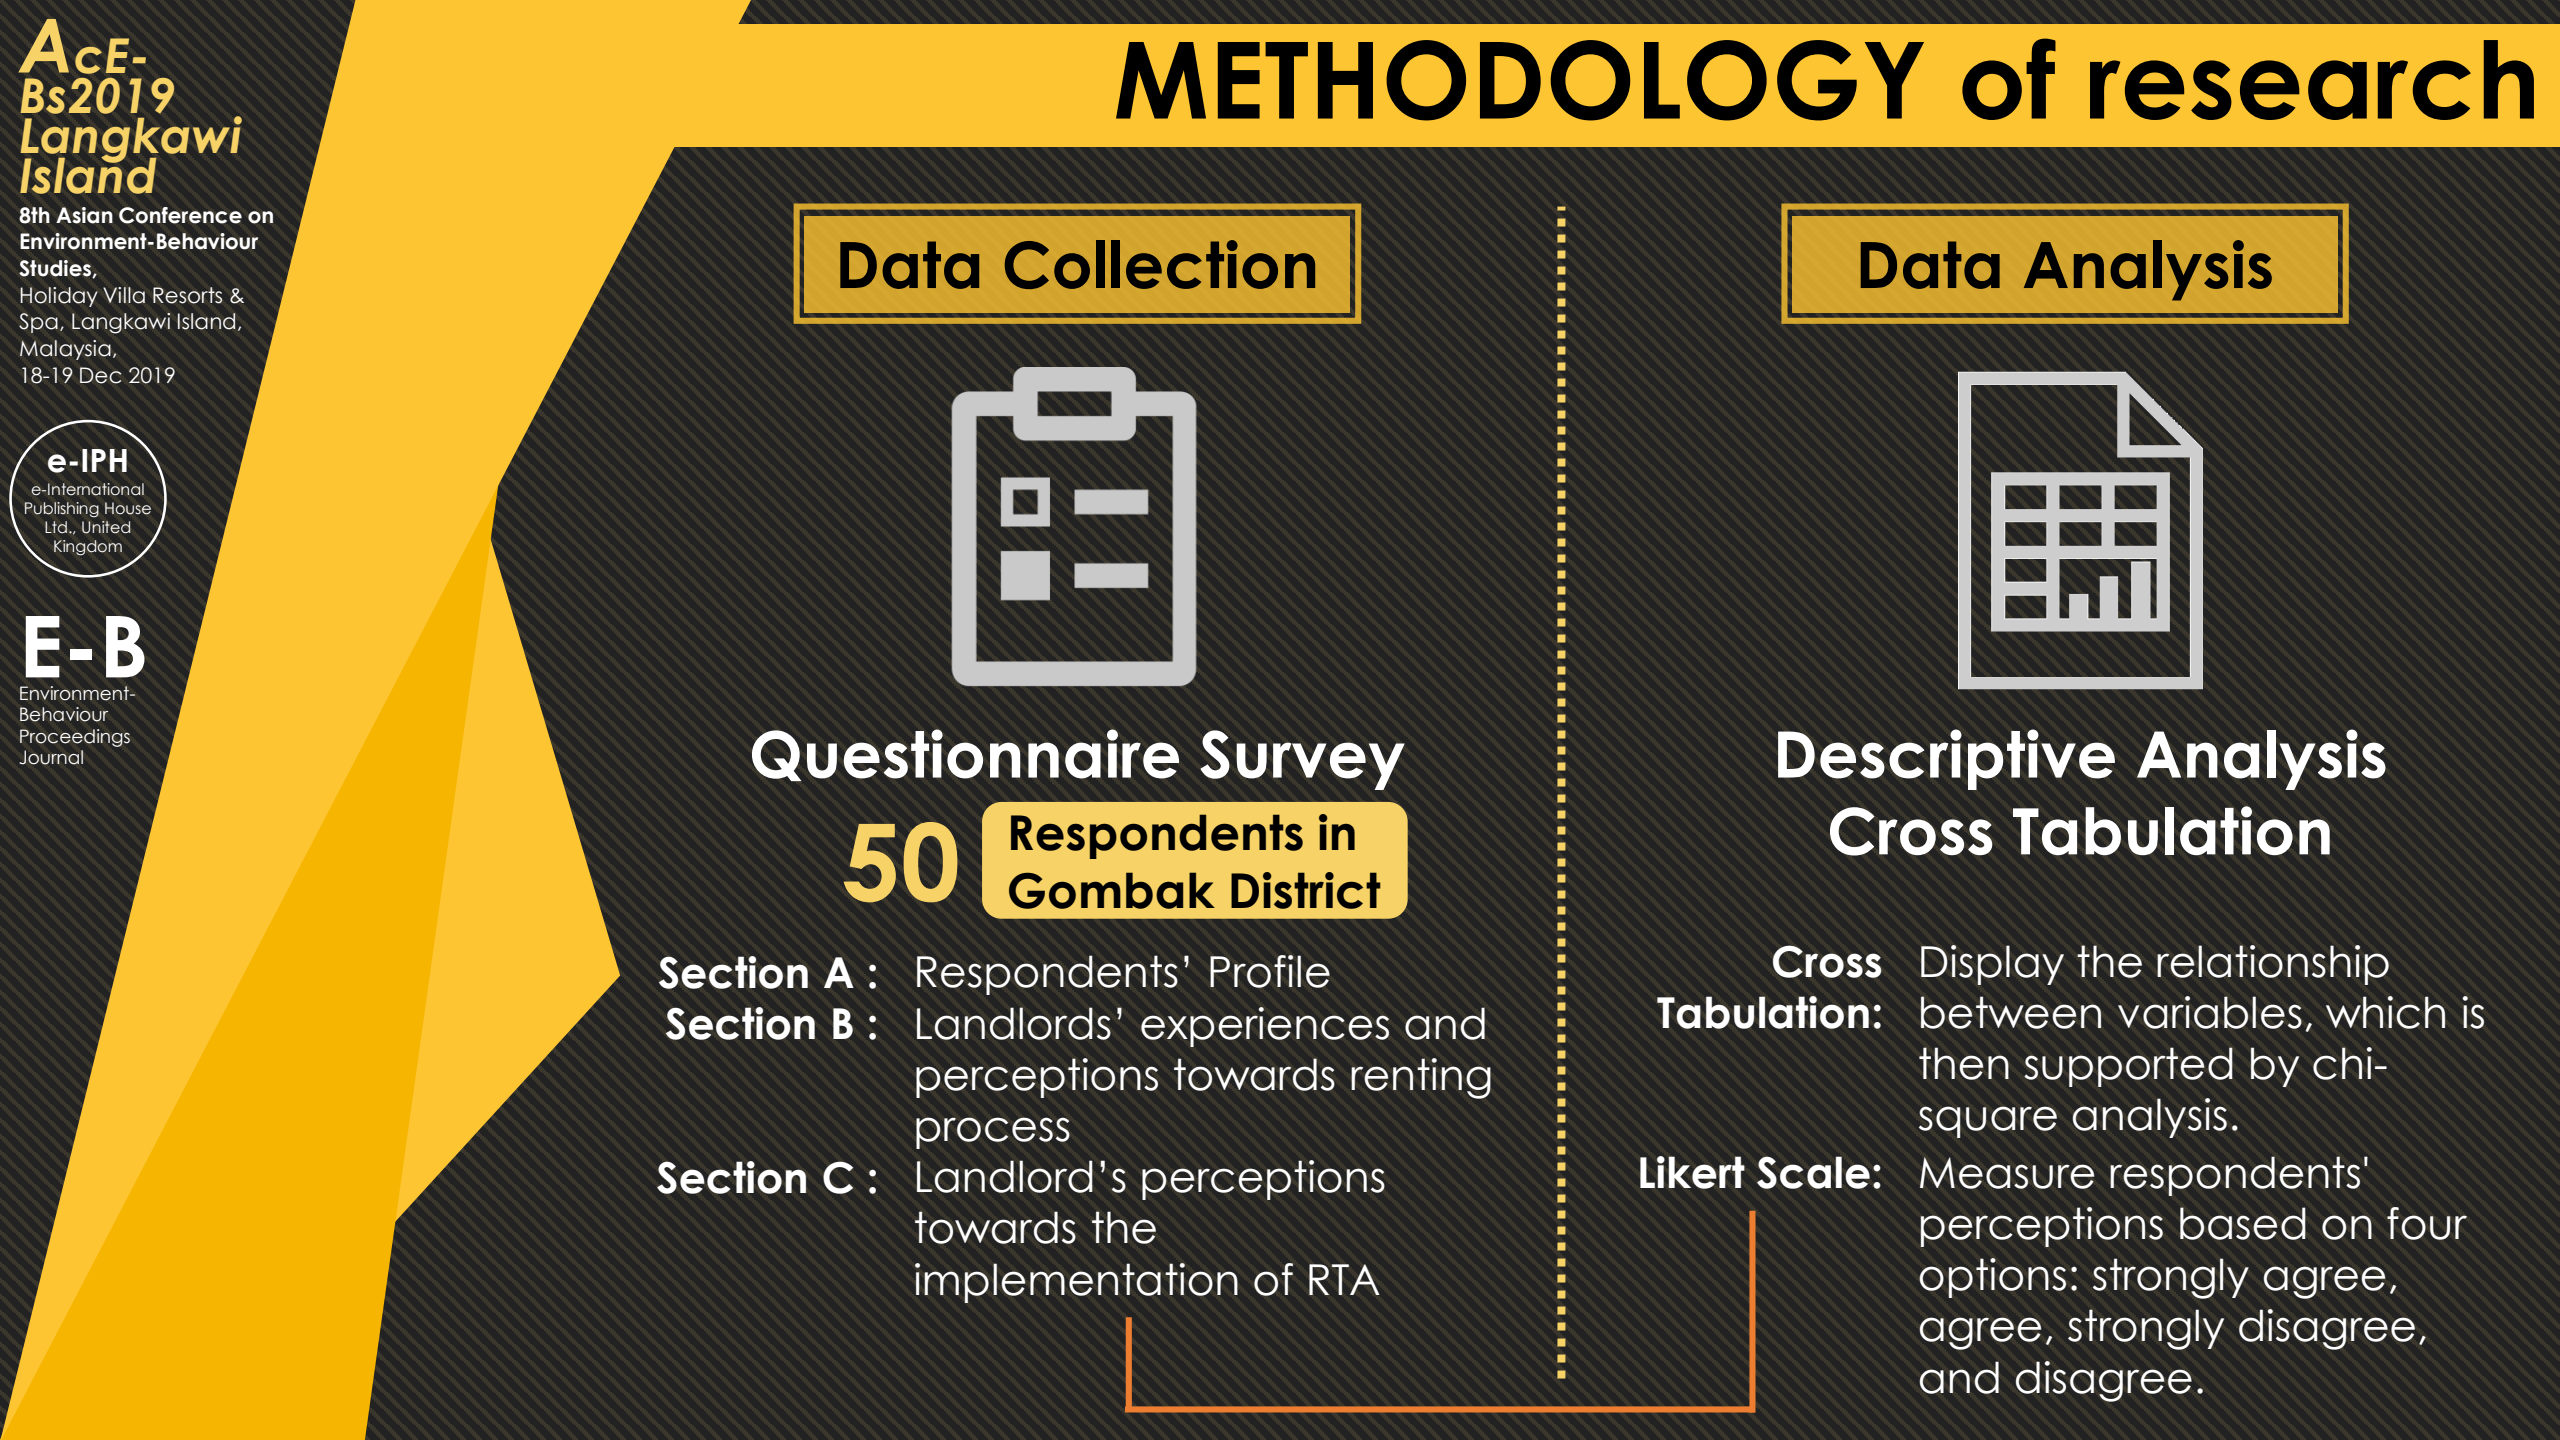 AcE-
Bs2019
Langkawi
Island
8th Asian Conference on
Environment-Behaviour
Studies,
Holiday Villa Resorts &
Spa, Langkawi Island,
Malaysia,
18-19 Dec 2019
e-IPH
e-International
Publishing House
Ltd., United
Kingdom
E-B
Environment-
Behaviour
Proceedings
Journal
METHODOLOGY of research
Data Collection
Questionnaire Survey
50
Respondents in
Gombak District
Section A : Respondents’ Profile
Section B : Landlords’ experiences and
perceptions towards renting
process
Section C : Landlord’s perceptions
towards the
implementation of RTA
Data Analysis
Descriptive Analysis
Cross Tabulation
Cross Display the relationship
Tabulation: between variables, which is
then supported by chi-
square analysis.
Likert Scale: Measure respondents'
perceptions based on four
options: strongly agree,
agree, strongly disagree,
and disagree.